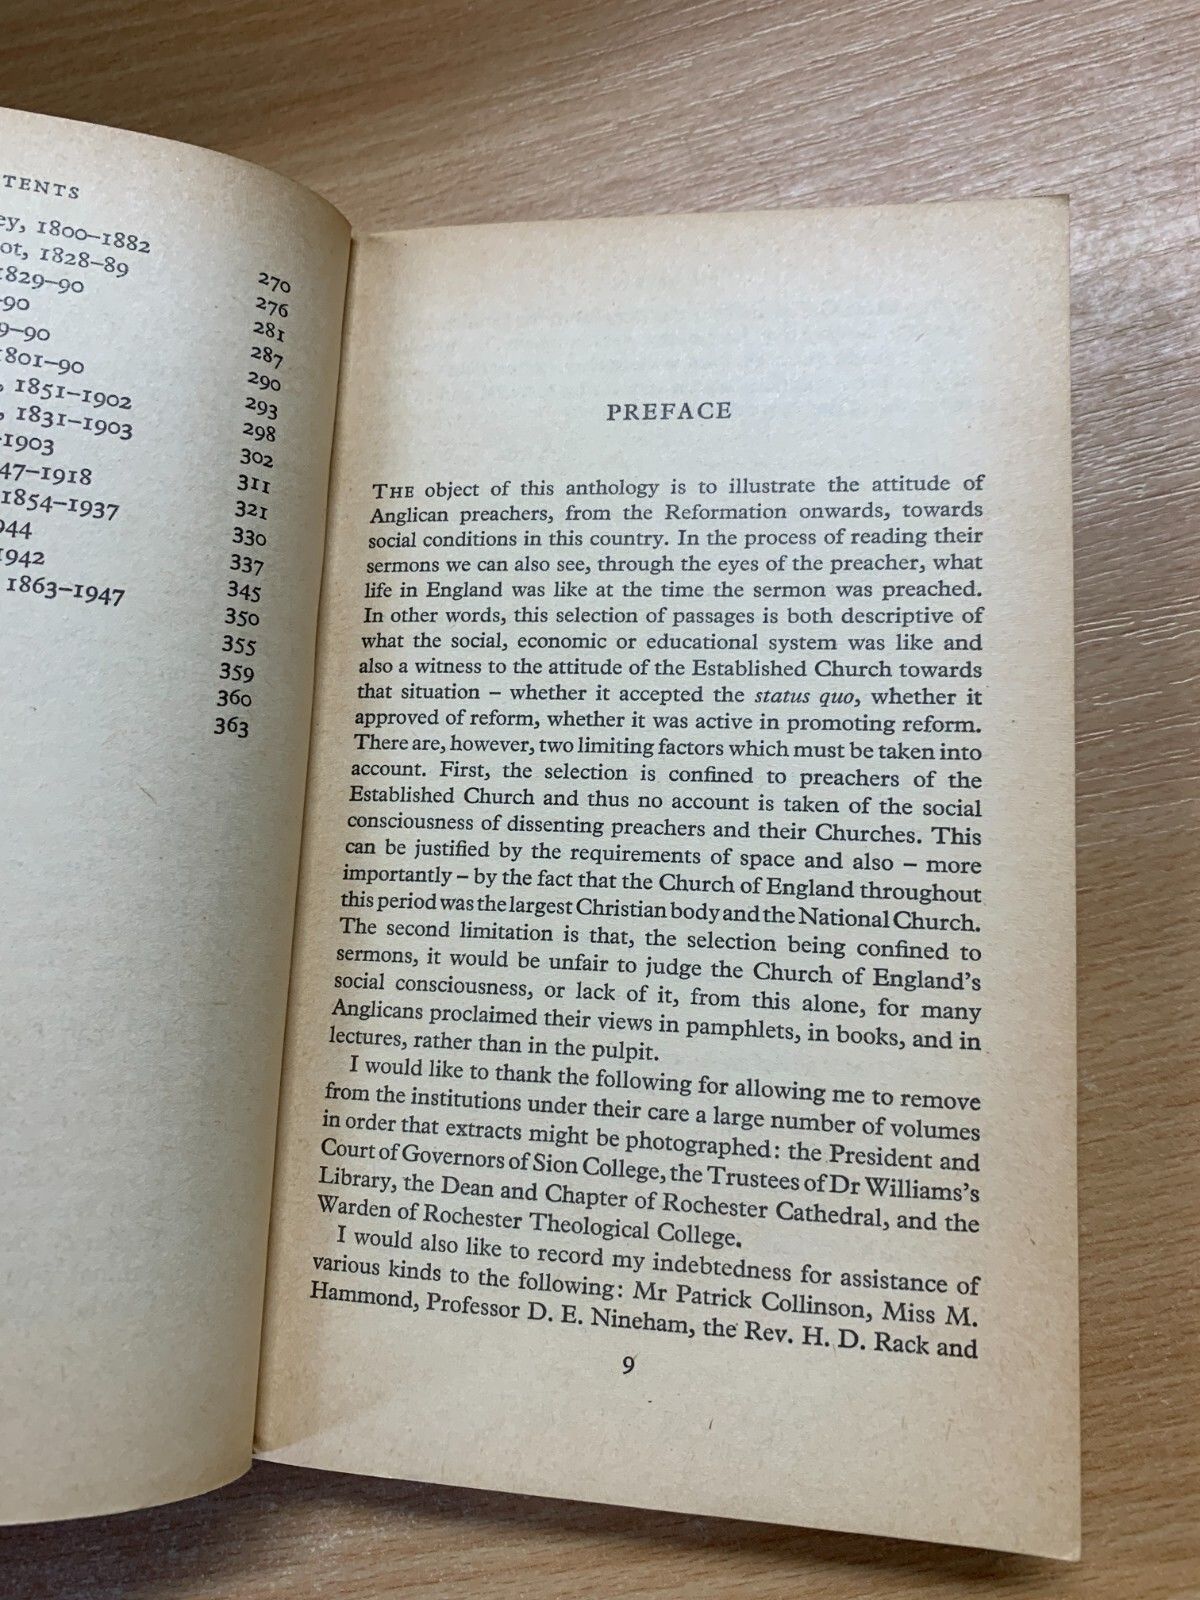 TENTS
ey, 1800–1882
ot, 1828–89
1829–90
–90
9–90
1801–90
, 1851–1902
, 1831–1903
–1903
47–1918
1854–1937
944
1942
1863–1947
270
276
281
287
290
293
298
302
311
321
330
337
345
350
355
359
360
363
PREFACE
THE object of this anthology is to illustrate the attitude of
Anglican preachers, from the Reformation onwards, towards
social conditions in this country. In the process of reading their
sermons we can also see, through the eyes of the preacher, what
life in England was like at the time the sermon was preached.
In other words, this selection of passages is both descriptive of
what the social, economic or educational system was like and
also a witness to the attitude of the Established Church towards
that situation – whether it accepted the status quo, whether it
approved of reform, whether it was active in promoting reform.
There are, however, two limiting factors which must be taken into
account. First, the selection is confined to preachers of the
Established Church and thus no account is taken of the social
consciousness of dissenting preachers and their Churches. This
can be justified by the requirements of space and also – more
importantly – by the fact that the Church of England throughout
this period was the largest Christian body and the National Church.
The second limitation is that, the selection being confined to
sermons, it would be unfair to judge the Church of England's
social consciousness, or lack of it, from this alone, for many
Anglicans proclaimed their views in pamphlets, in books, and in
lectures, rather than in the pulpit.
I would like to thank the following for allowing me to remove
from the institutions under their care a large number of volumes
in order that extracts might be photographed: the President and
Court of Governors of Sion College, the Trustees of Dr Williams's
Library, the Dean and Chapter of Rochester Cathedral, and the
Warden of Rochester Theological College.
I would also like to record my indebtedness for assistance of
various kinds to the following: Mr Patrick Collinson, Miss M.
Hammond, Professor D. E. Nineham, the Rev. H. D. Rack and
9